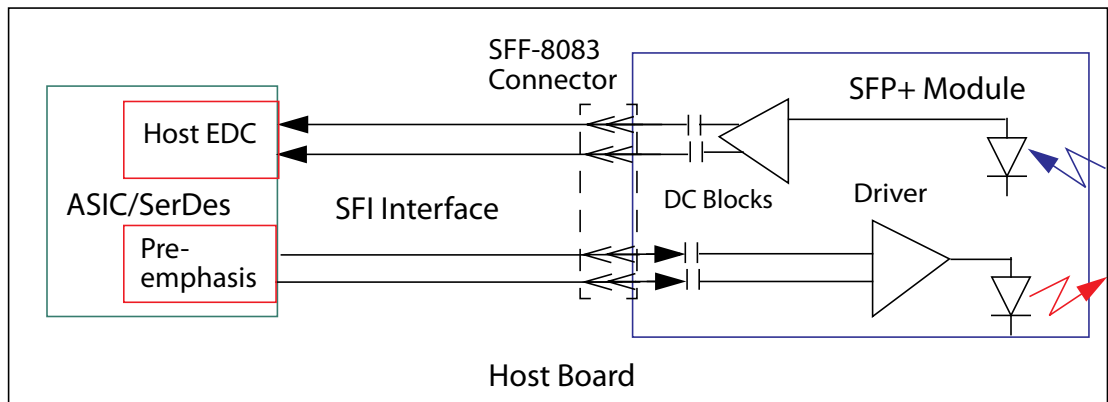 SFF-8083
Connector
SFP+ Module
Host EDC
ASIC/SerDes
SFI Interface
DC Blocks
Driver
Pre-
emphasis
Host Board